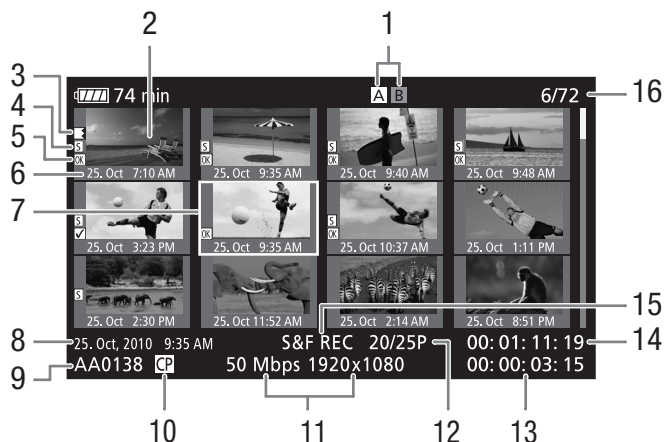 1
2
3
4
5
6
7
8
9
10
11
12
13
14
15
16
74 min
A B
6/72
S
OK
25. Oct 7:10 AM
OK
25. Oct 9:35 AM
S
OK
25. Oct 9:40 AM
S
OK
25. Oct 9:48 AM
S
25. Oct 3:23 PM
OK
25. Oct 9:35 AM
S
OK
25. Oct 10:37 AM
25. Oct 1:11 PM
S
25. Oct 2:30 PM
25. Oct 11:52 AM
25. Oct 2:14 AM
25. Oct 8:51 PM
25. Oct, 2010 9:35 AM
S&F REC 20/25P
00: 01: 11: 19
AA0138 CP
50 Mbps 1920x1080
00: 00: 03: 15